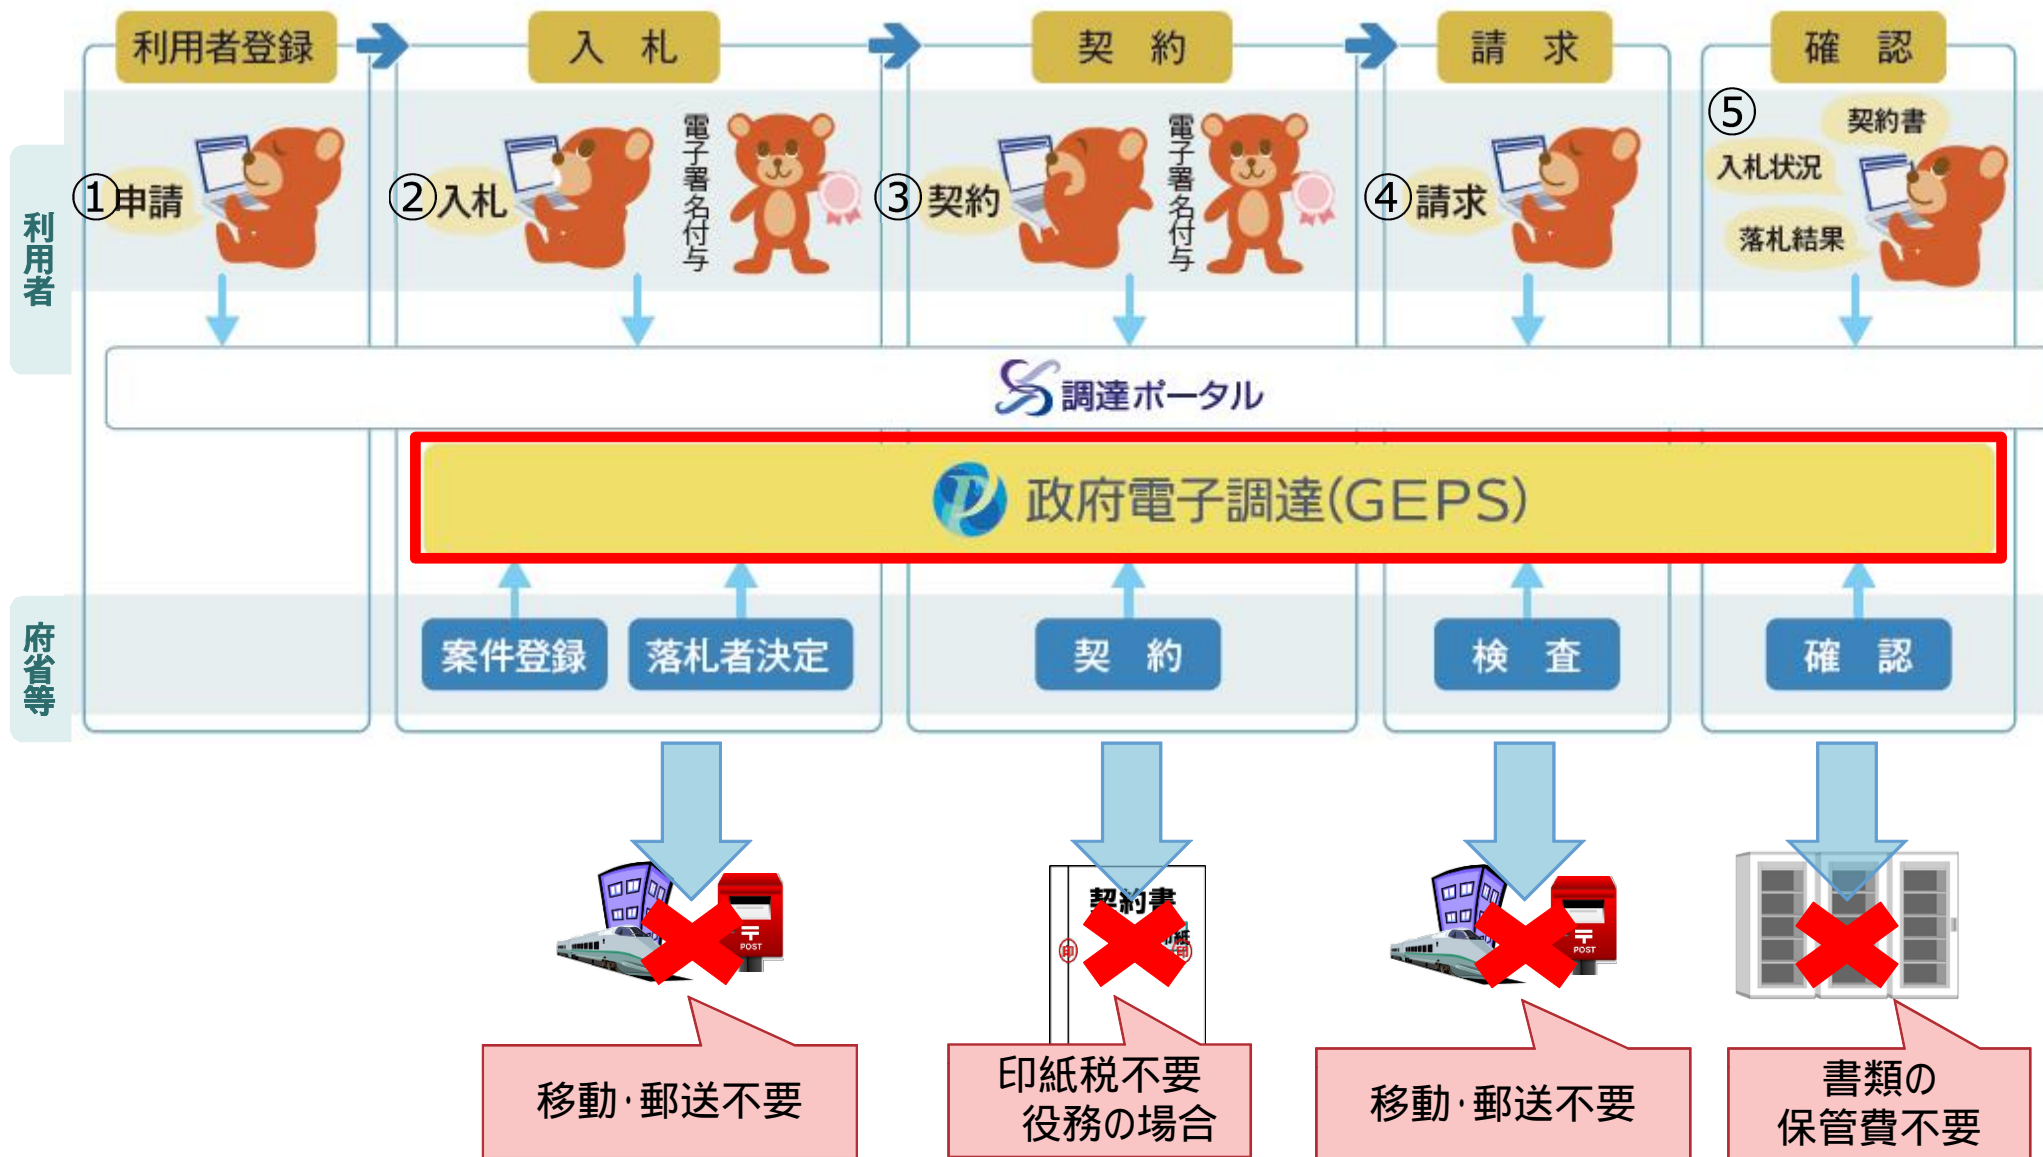 利用者登録
入 札
契 約
請 求
確 認
利用者
①申請
②入札
電子署名付与
③契約
電子署名付与
④請求
⑤
契約書
入札状況
落札結果
調達ポータル
政府電子調達(GEPS)
府省等
案件登録
落札者決定
契 約
検 査
確 認
POST
契約書
印
紙
印
POST
移動・郵送不要
印紙税不要
役務の場合
移動・郵送不要
書類の
保管費不要